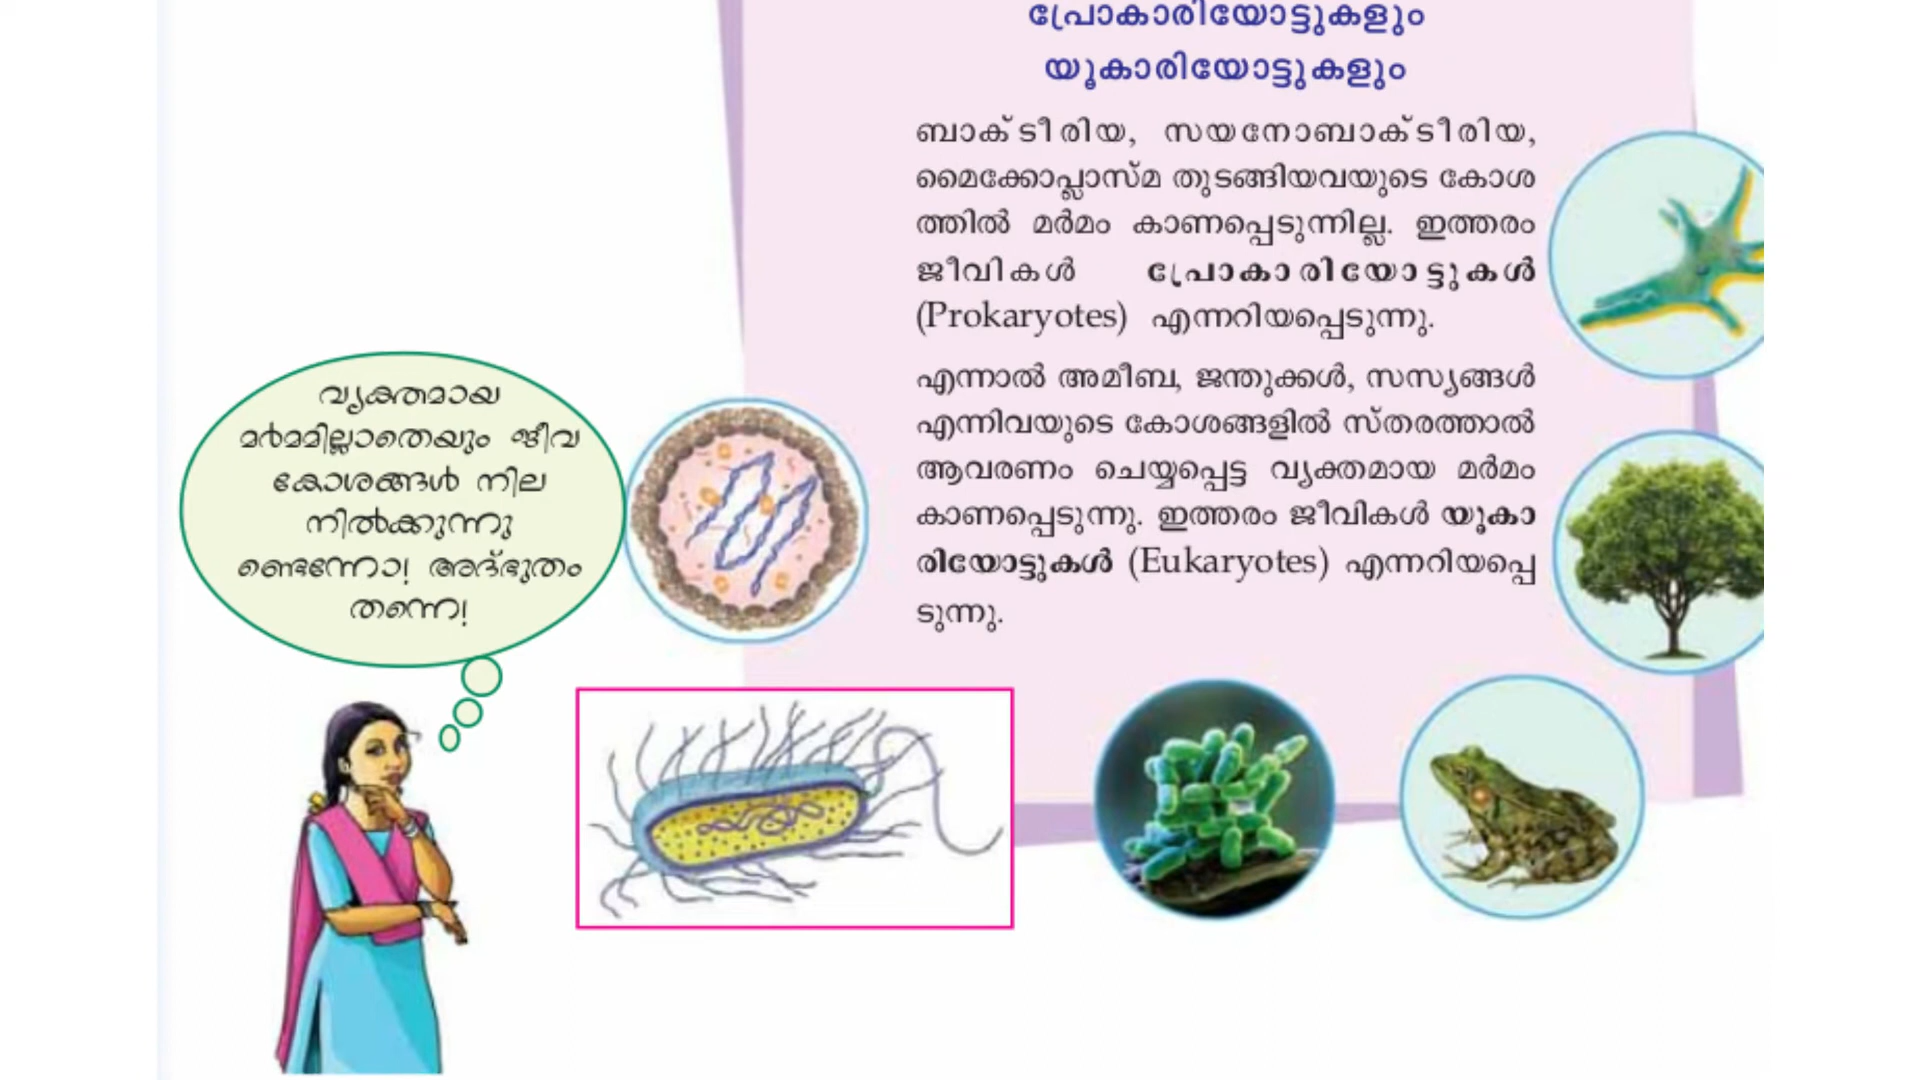 പ്രോകാരിയോട്ടുകളും
യൂകാരിയോട്ടുകളും
ബാക്ടീരിയ, സയനോബാക്ടീരിയ,
മൈക്കോപ്ലാസ്മ തുടങ്ങിയവയുടെ കോശ
ത്തിൽ മർമം കാണപ്പെടുന്നില്ല. ഇത്തരം
ജീവികൾ പ്രോകാരിയോട്ടുകൾ
(Prokaryotes) എന്നറിയപ്പെടുന്നു.
എന്നാൽ അമീബ, ജന്തുക്കൾ, സസ്യങ്ങൾ
എന്നിവയുടെ കോശങ്ങളിൽ സ്തരത്താൽ
ആവരണം ചെയ്യപ്പെട്ട വ്യക്തമായ മർമം
കാണപ്പെടുന്നു. ഇത്തരം ജീവികൾ യൂകാ
രിയോട്ടുകൾ (Eukaryotes) എന്നറിയപ്പെ
ടുന്നു.
വ്യക്തമായ
മർമമില്ലാതെയും ജീവ
കോശങ്ങൾ നില
നിൽക്കുന്നു
ണ്ടെന്നോ! അദ്ഭുതം
തന്നെ!